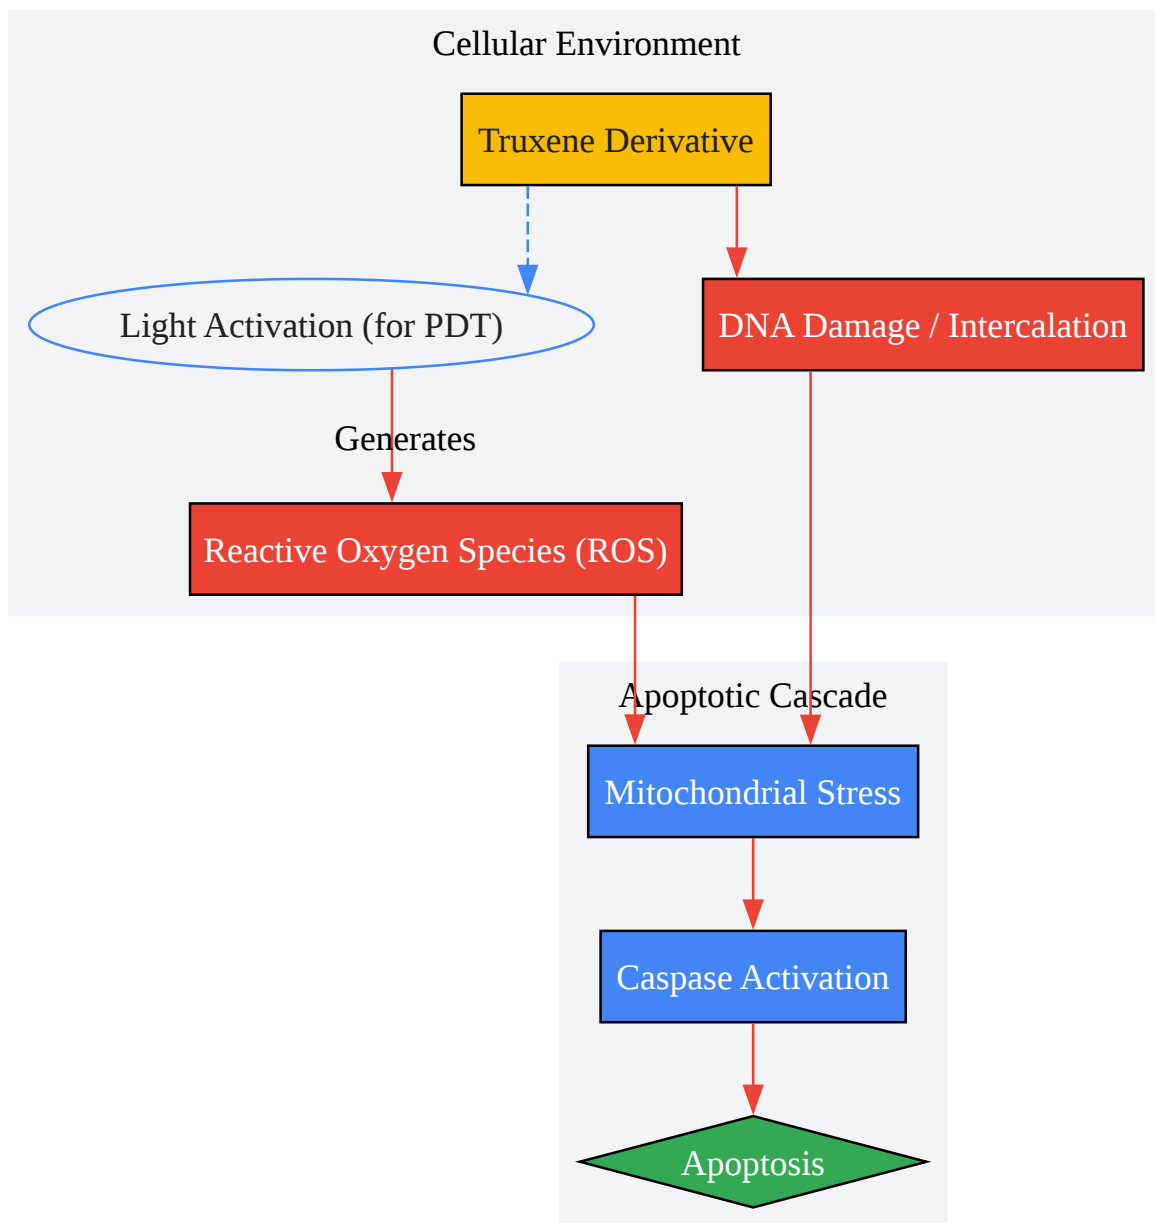 Cellular Environment
Truxene Derivative
Light Activation (for PDT)
DNA Damage / Intercalation
Generates
Reactive Oxygen Species (ROS)
Apoptotic Cascade
Mitochondrial Stress
Caspase Activation
Apoptosis